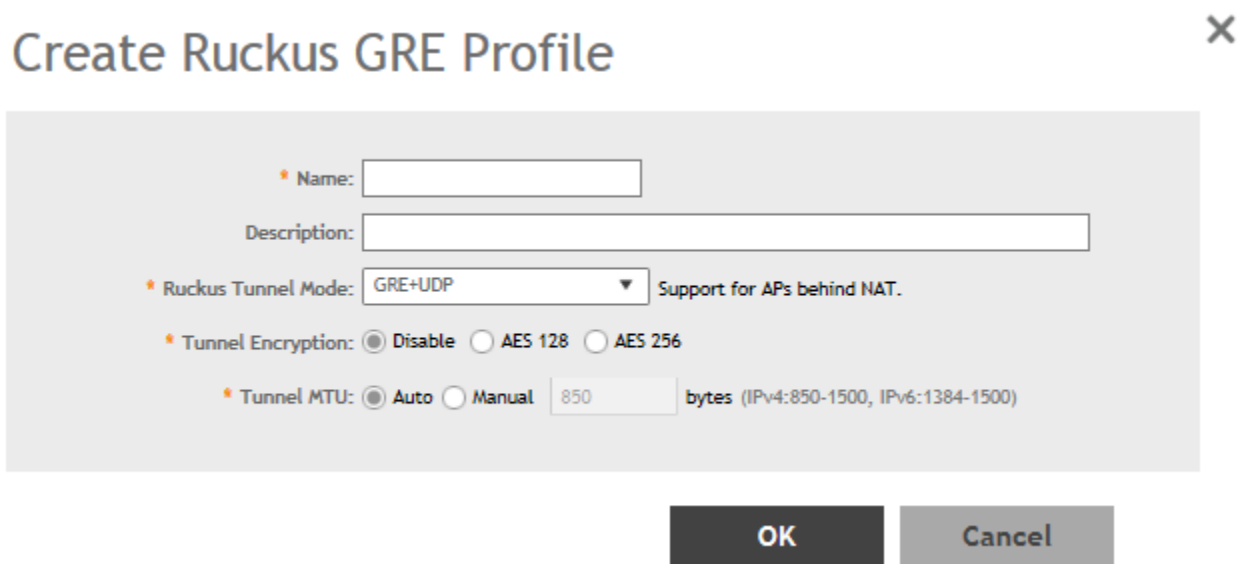 Create Ruckus GRE Profile
* Name:
Description:
* Ruckus Tunnel Mode: GRE+UDP Support for APs behind NAT.
* Tunnel Encryption: Disable AES 128 AES 256
* Tunnel MTU: Auto Manual 850 bytes (IPv4:850-1500, IPv6:1384-1500)
OK Cancel